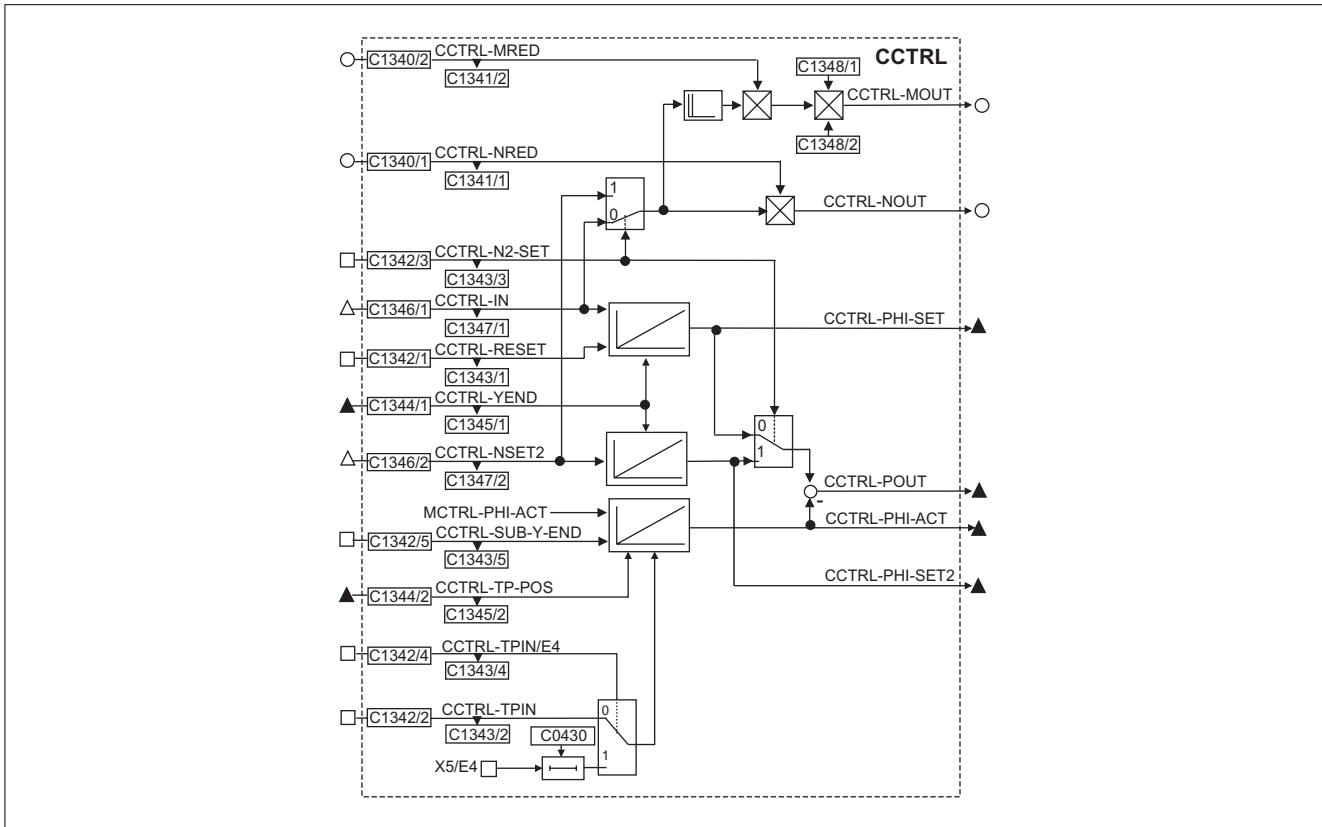 CCTRL
C1340/2 CCTRL-MRED
C1341/2
C1348/1
CCTRL-MOUT
C1348/2
C1340/1 CCTRL-NRED
C1341/1
1
0
CCTRL-NOUT
C1342/3 CCTRL-N2-SET
C1343/3
C1346/1 CCTRL-IN
C1347/1
CCTRL-PHI-SET
C1342/1 CCTRL-RESET
C1343/1
C1344/1 CCTRL-YEND
C1345/1
0
1
C1346/2 CCTRL-NSET2
C1347/2
CCTRL-POUT
-
MCTRL-PHI-ACT
CCTRL-PHI-ACT
C1342/5 CCTRL-SUB-Y-END
C1343/5
CCTRL-PHI-SET2
C1344/2 CCTRL-TP-POS
C1345/2
C1342/4 CCTRL-TPIN/E4
C1343/4
C1342/2 CCTRL-TPIN
C1343/2
0
1
C0430
X5/E4